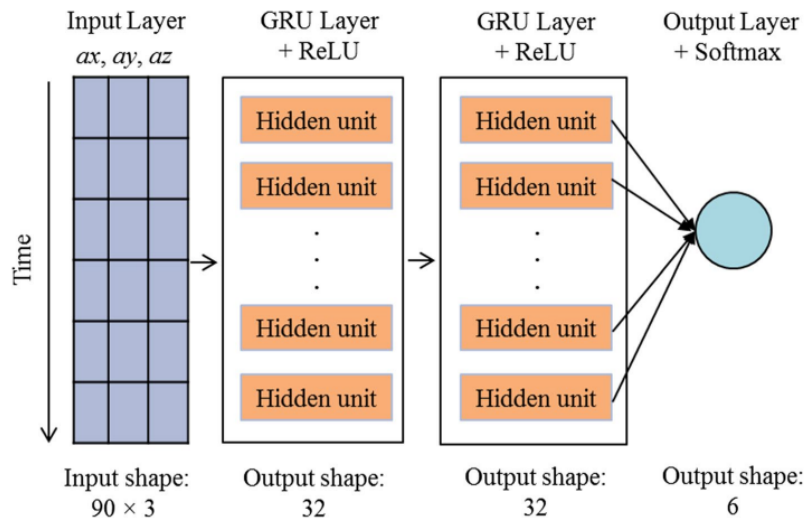 Input Layer
ax, ay, az
GRU Layer
+ ReLU
GRU Layer
+ ReLU
Output Layer
+ Softmax
Time
Hidden unit
Hidden unit
.
.
.
Hidden unit
Hidden unit
Hidden unit
Hidden unit
.
.
.
Hidden unit
Hidden unit
Input shape:
90 × 3
Output shape:
32
Output shape:
32
Output shape:
6